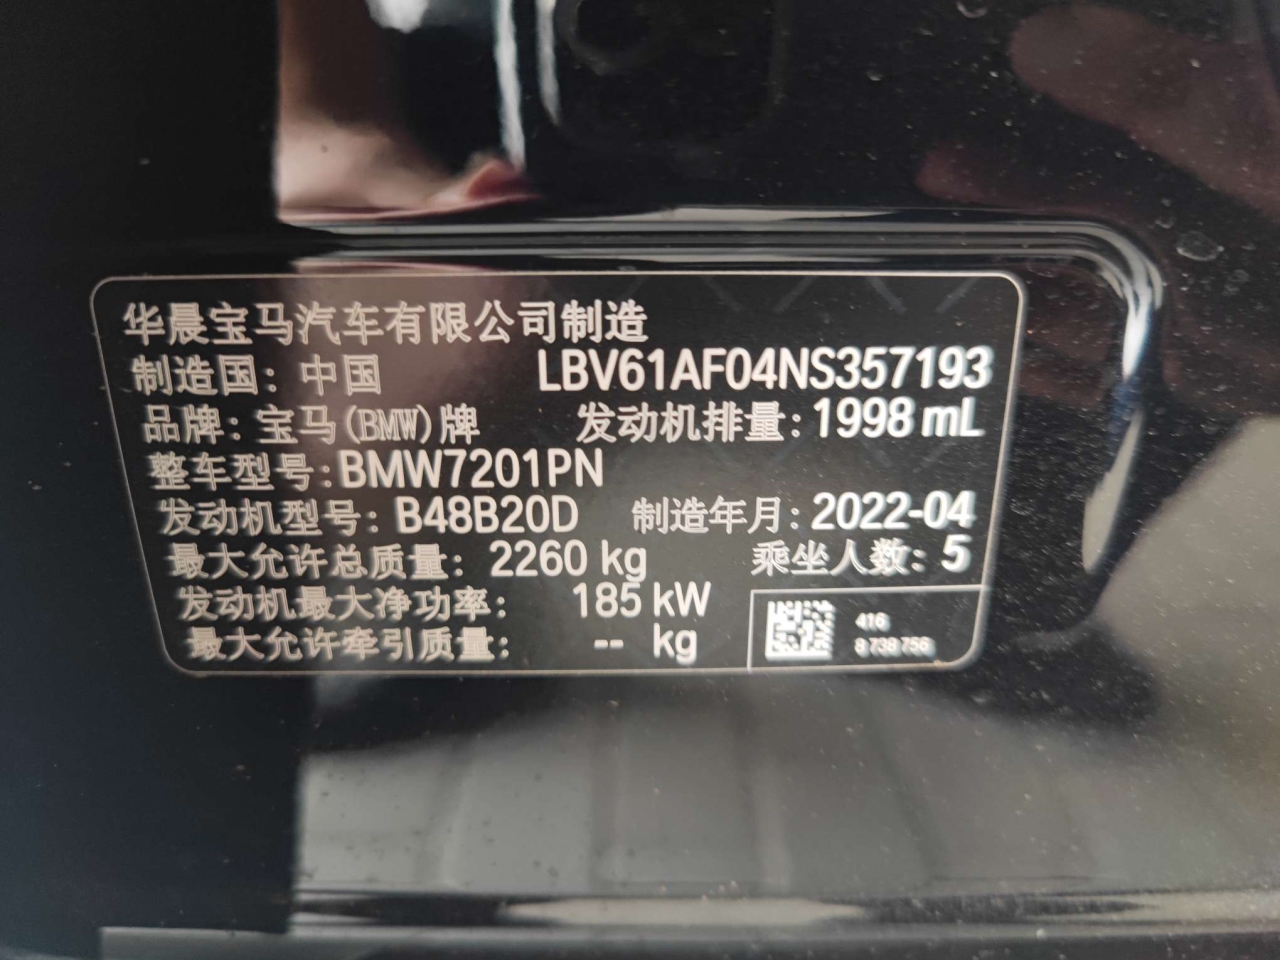 华晨宝马汽车有限公司制造
制造国：中国 LBV61AF04NS357193
品牌：宝马(BMW)牌 发动机排量：1998 mL
整车型号：BMW7201PN
发动机型号：B48B20D 制造年月：2022-04
最大允许总质量：2260 kg 乘坐人数：5
发动机最大净功率：185 kW
最大允许牵引质量：-- kg
416
8 738 756